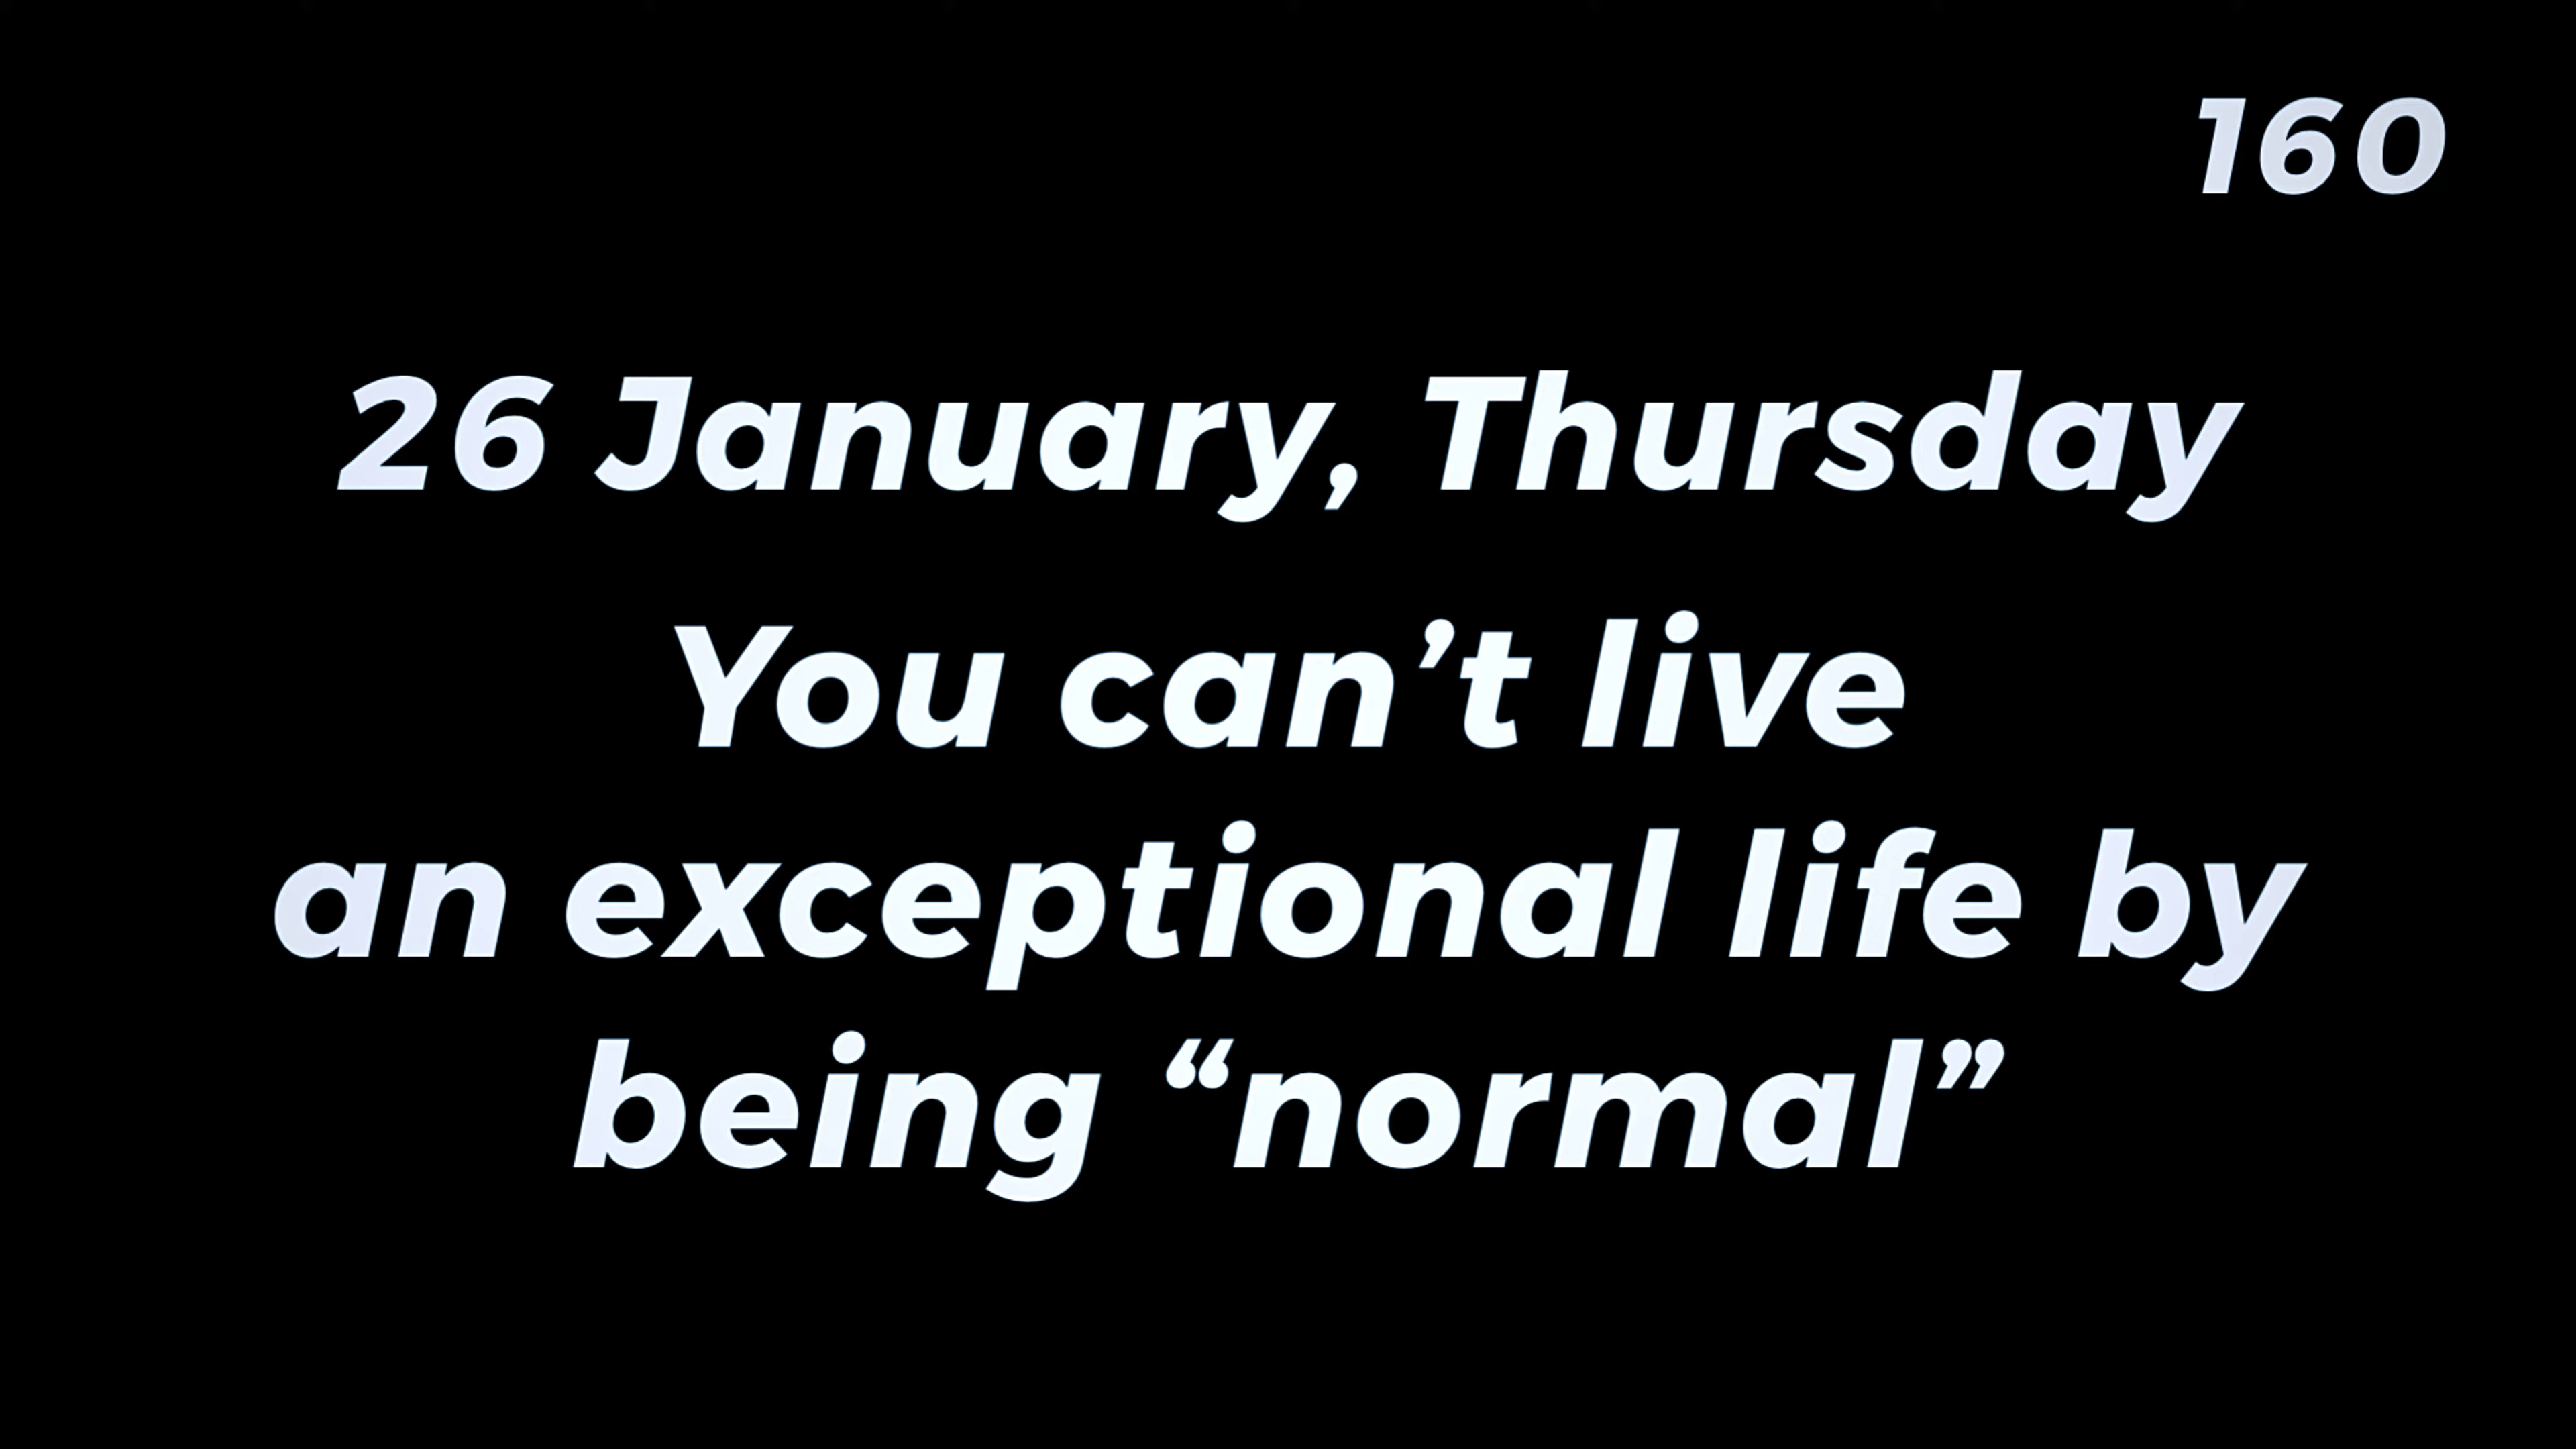 160
26 January, Thursday
You can’t live
an exceptional life by
being “normal”